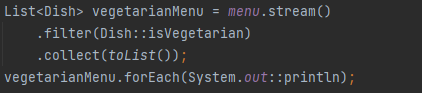 List<Dish> vegetarianMenu = menu.stream()
    .filter(Dish::isVegetarian)
    .collect(toList());
vegetarianMenu.forEach(System.out::println);